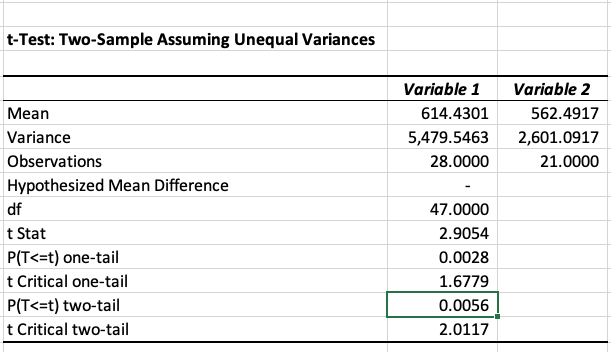 t-Test: Two-Sample Assuming Unequal Variances
Variable 1 Variable 2
Mean 614.4301 562.4917
Variance 5,479.5463 2,601.0917
Observations 28.0000 21.0000
Hypothesized Mean Difference -
df 47.0000
t Stat 2.9054
P(T<=t) one-tail 0.0028
t Critical one-tail 1.6779
P(T<=t) two-tail 0.0056
t Critical two-tail 2.0117